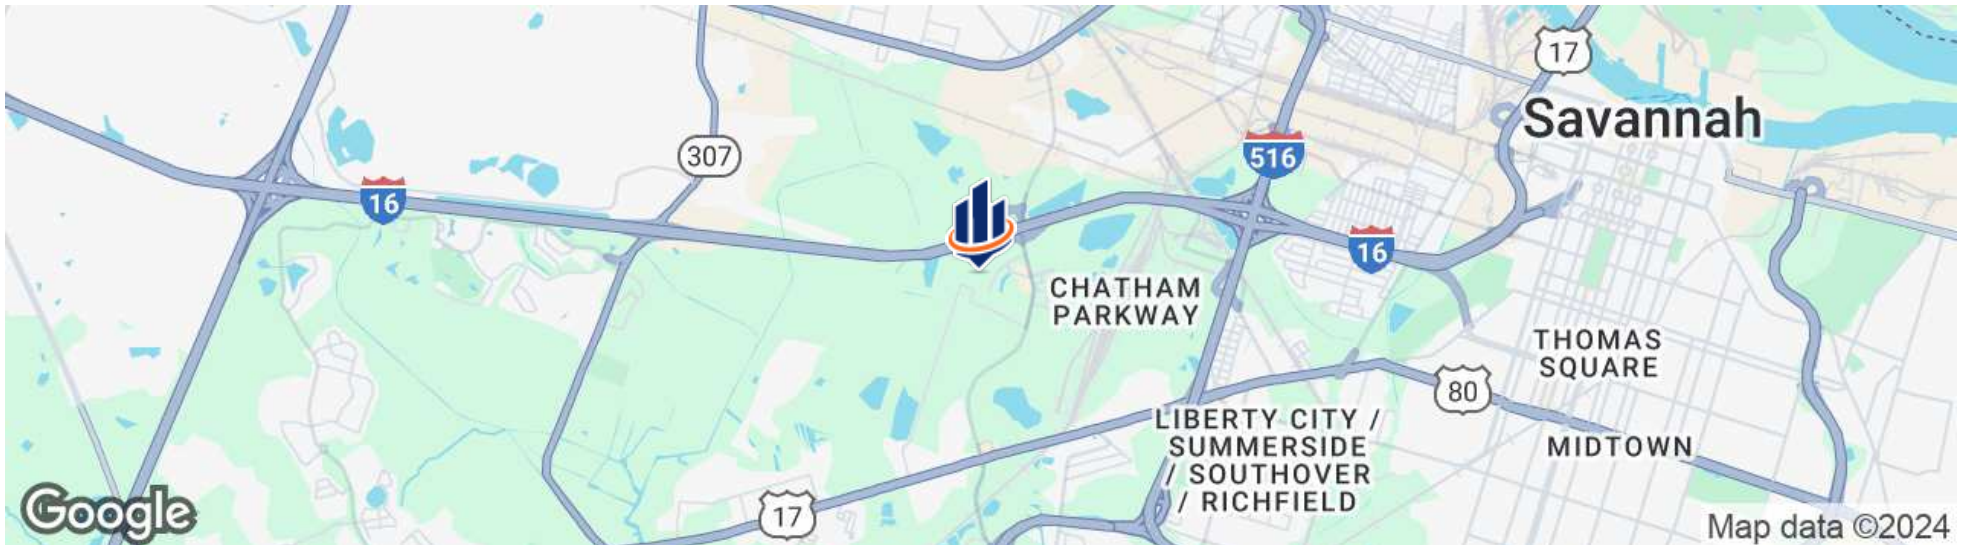 17
Savannah
307
516
16
16
CHATHAM
PARKWAY
THOMAS
SQUARE
80
LIBERTY CITY /
SUMMERSIDE
/ SOUTHOVER
/ RICHFIELD
MIDTOWN
17
Google
Map data ©2024